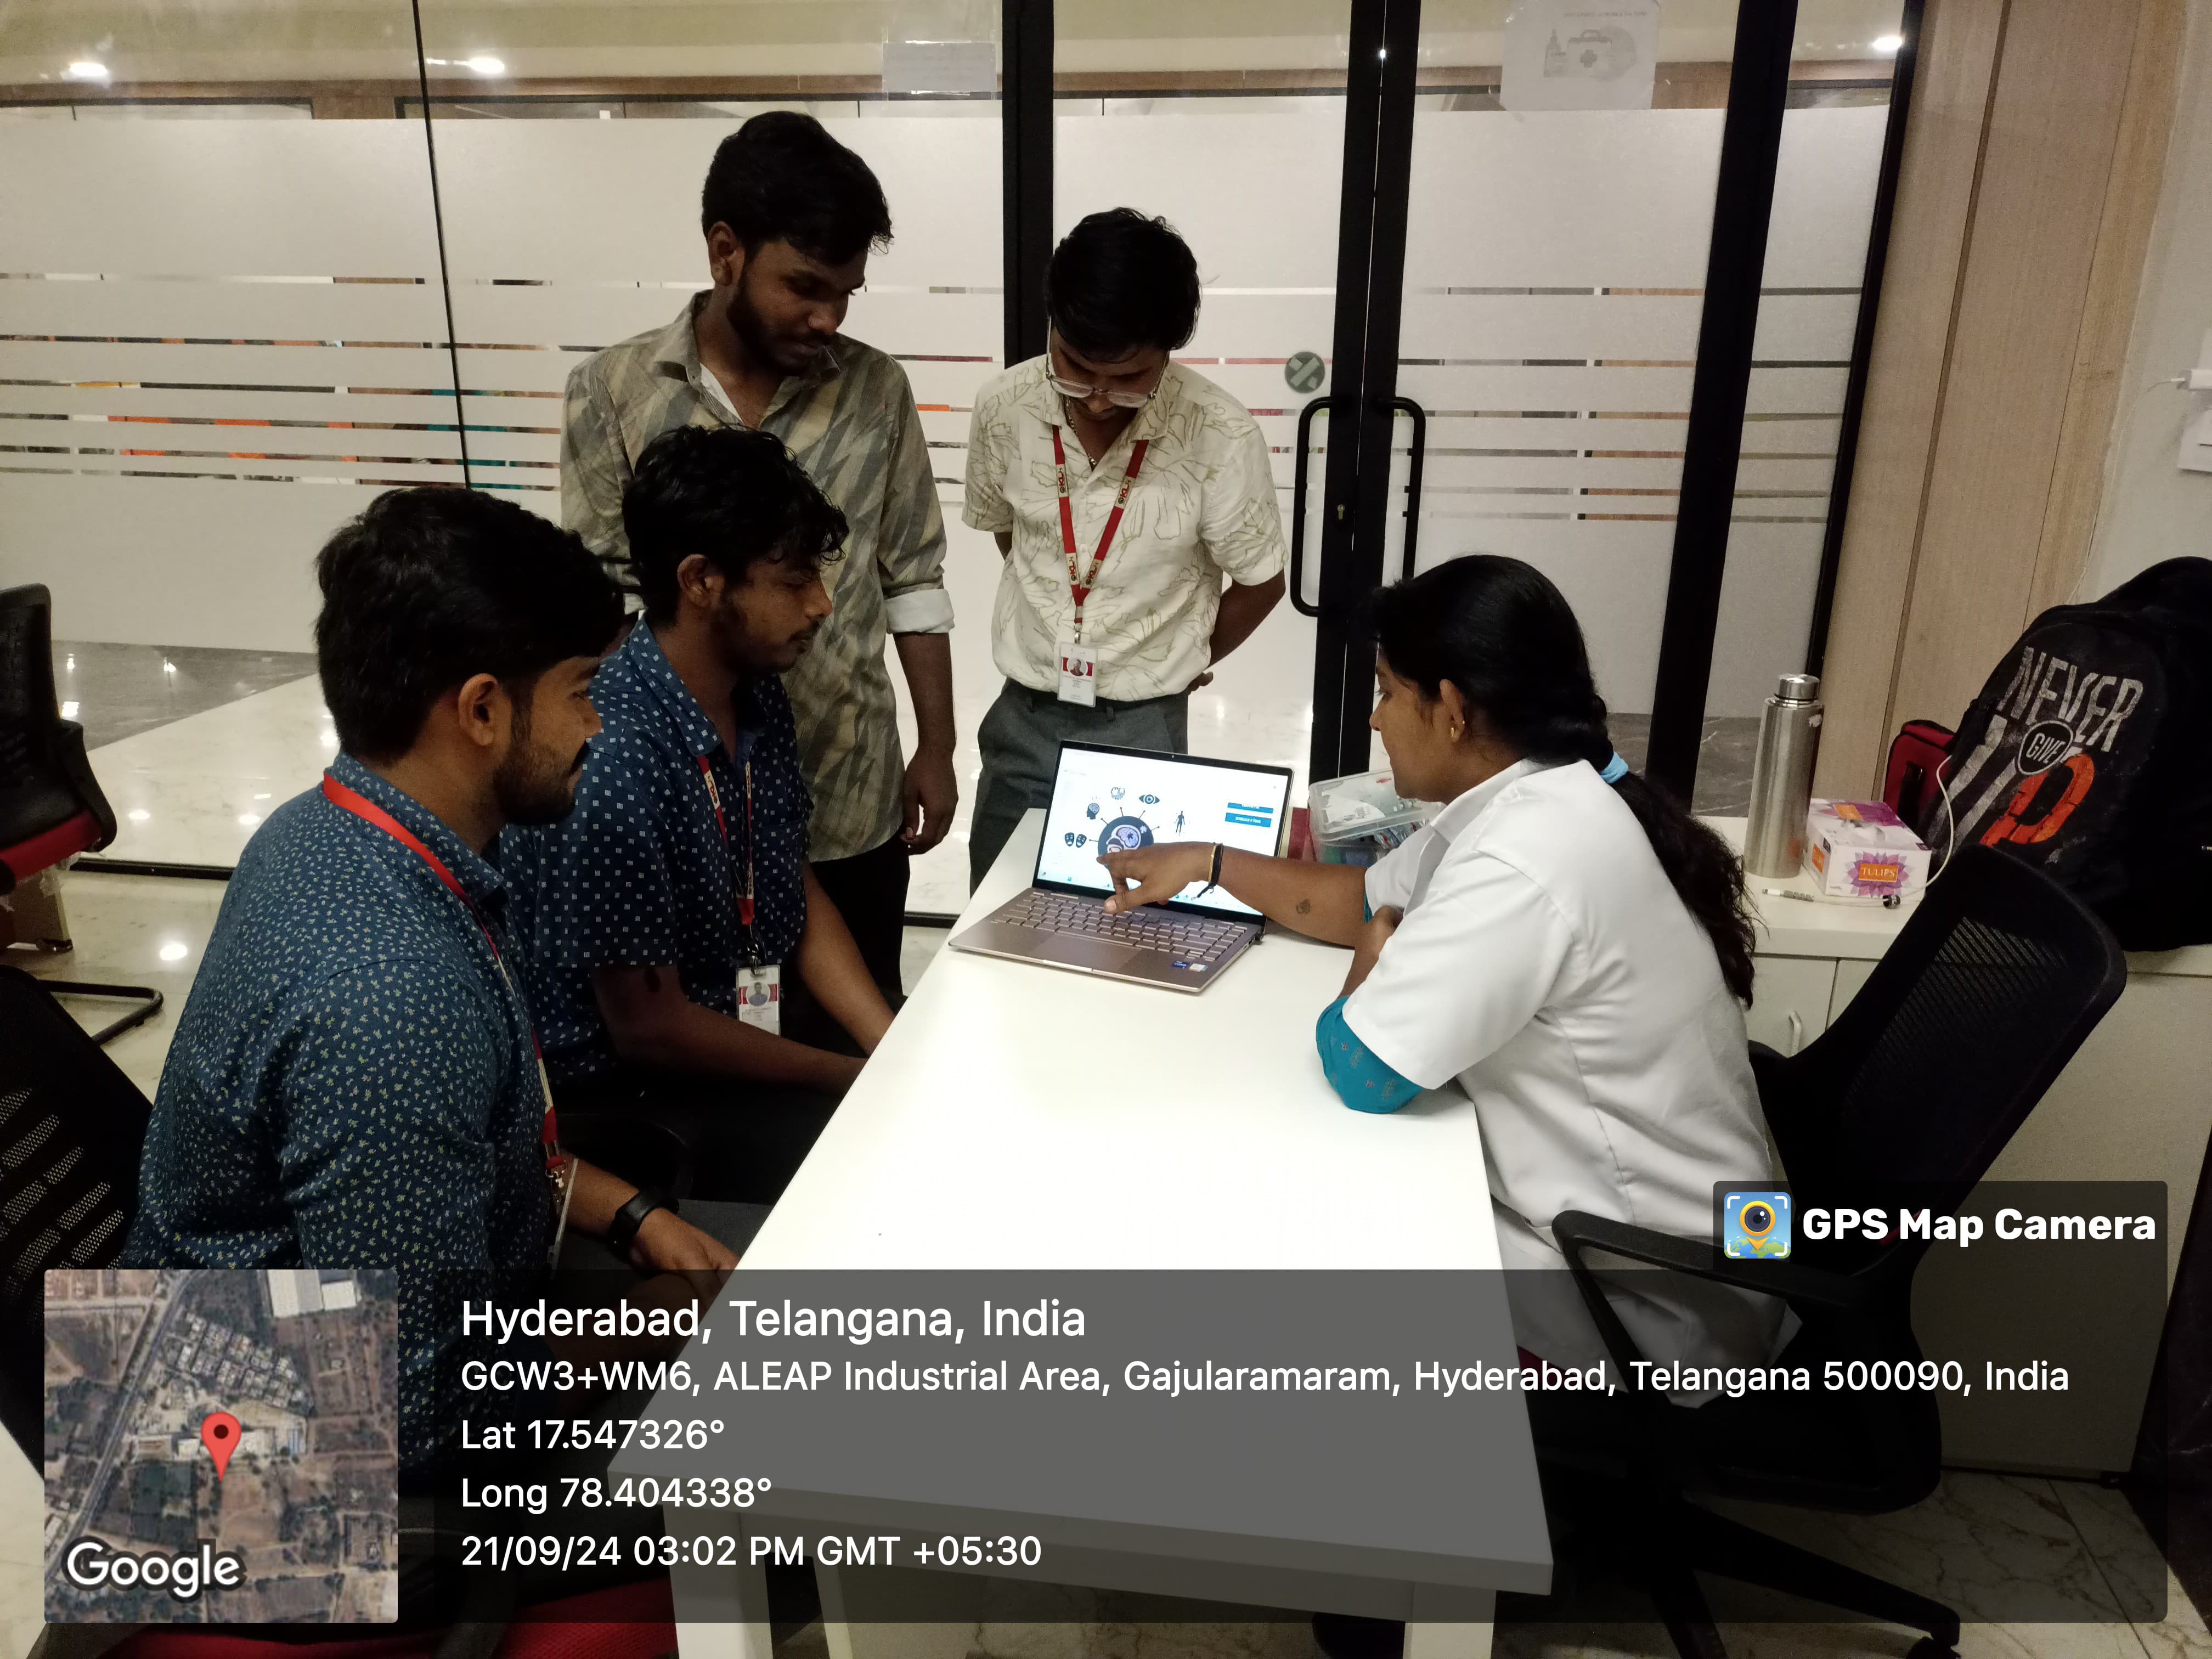 NEVER
GIVE
UP
TULIPS
GPS Map Camera
Hyderabad, Telangana, India
GCW3+WM6, ALEAP Industrial Area, Gajularamaram, Hyderabad, Telangana 500090, India
Lat 17.547326°
Long 78.404338°
21/09/24 03:02 PM GMT +05:30
Google